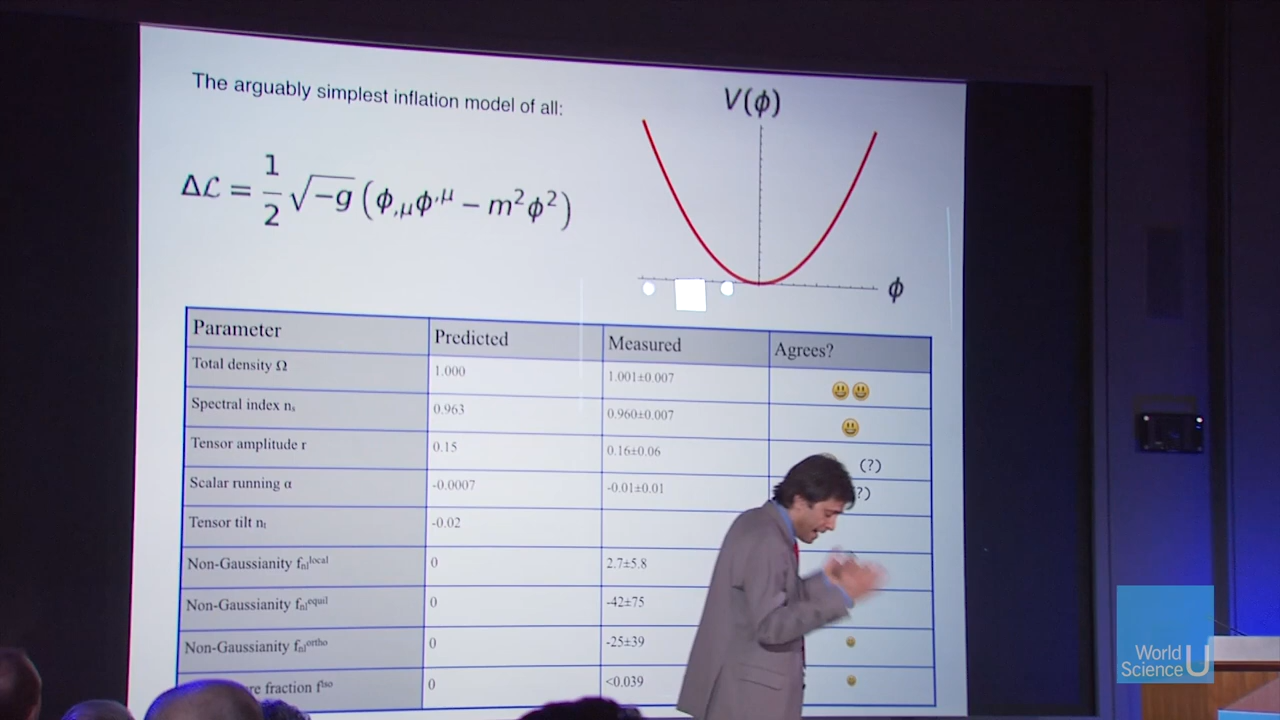 The arguably simplest inflation model of all:
V(ϕ)
Δℒ = 1/2 √−g (ϕ,μϕ,μ − m²ϕ²)
ϕ
Parameter Predicted Measured Agrees?
Total density Ω 1.000 1.001±0.007
Spectral index ns 0.963 0.960±0.007
Tensor amplitude r 0.15 0.16±0.06 (?)
Scalar running α -0.0007 -0.01±0.01 ?)
Tensor tilt nt -0.02
Non-Gaussianity fnl local 0 2.7±5.8
Non-Gaussianity fnl equil 0 -42±75
Non-Gaussianity fnl ortho 0 -25±39
fraction fiso 0 <0.039
World
Science U